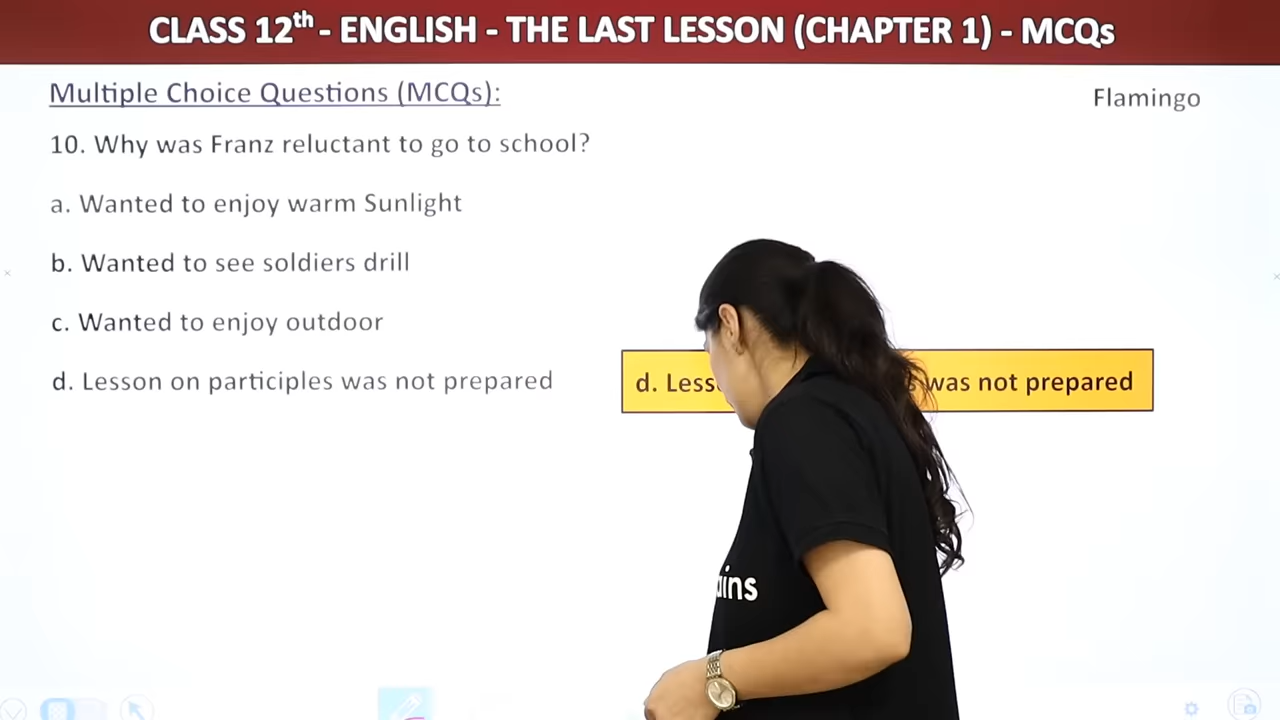 CLASS 12th - ENGLISH - THE LAST LESSON (CHAPTER 1) - MCQs
Multiple Choice Questions (MCQs):
Flamingo
10. Why was Franz reluctant to go to school?
a. Wanted to enjoy warm Sunlight
b. Wanted to see soldiers drill
c. Wanted to enjoy outdoor
d. Lesson on participles was not prepared
d. was not prepared